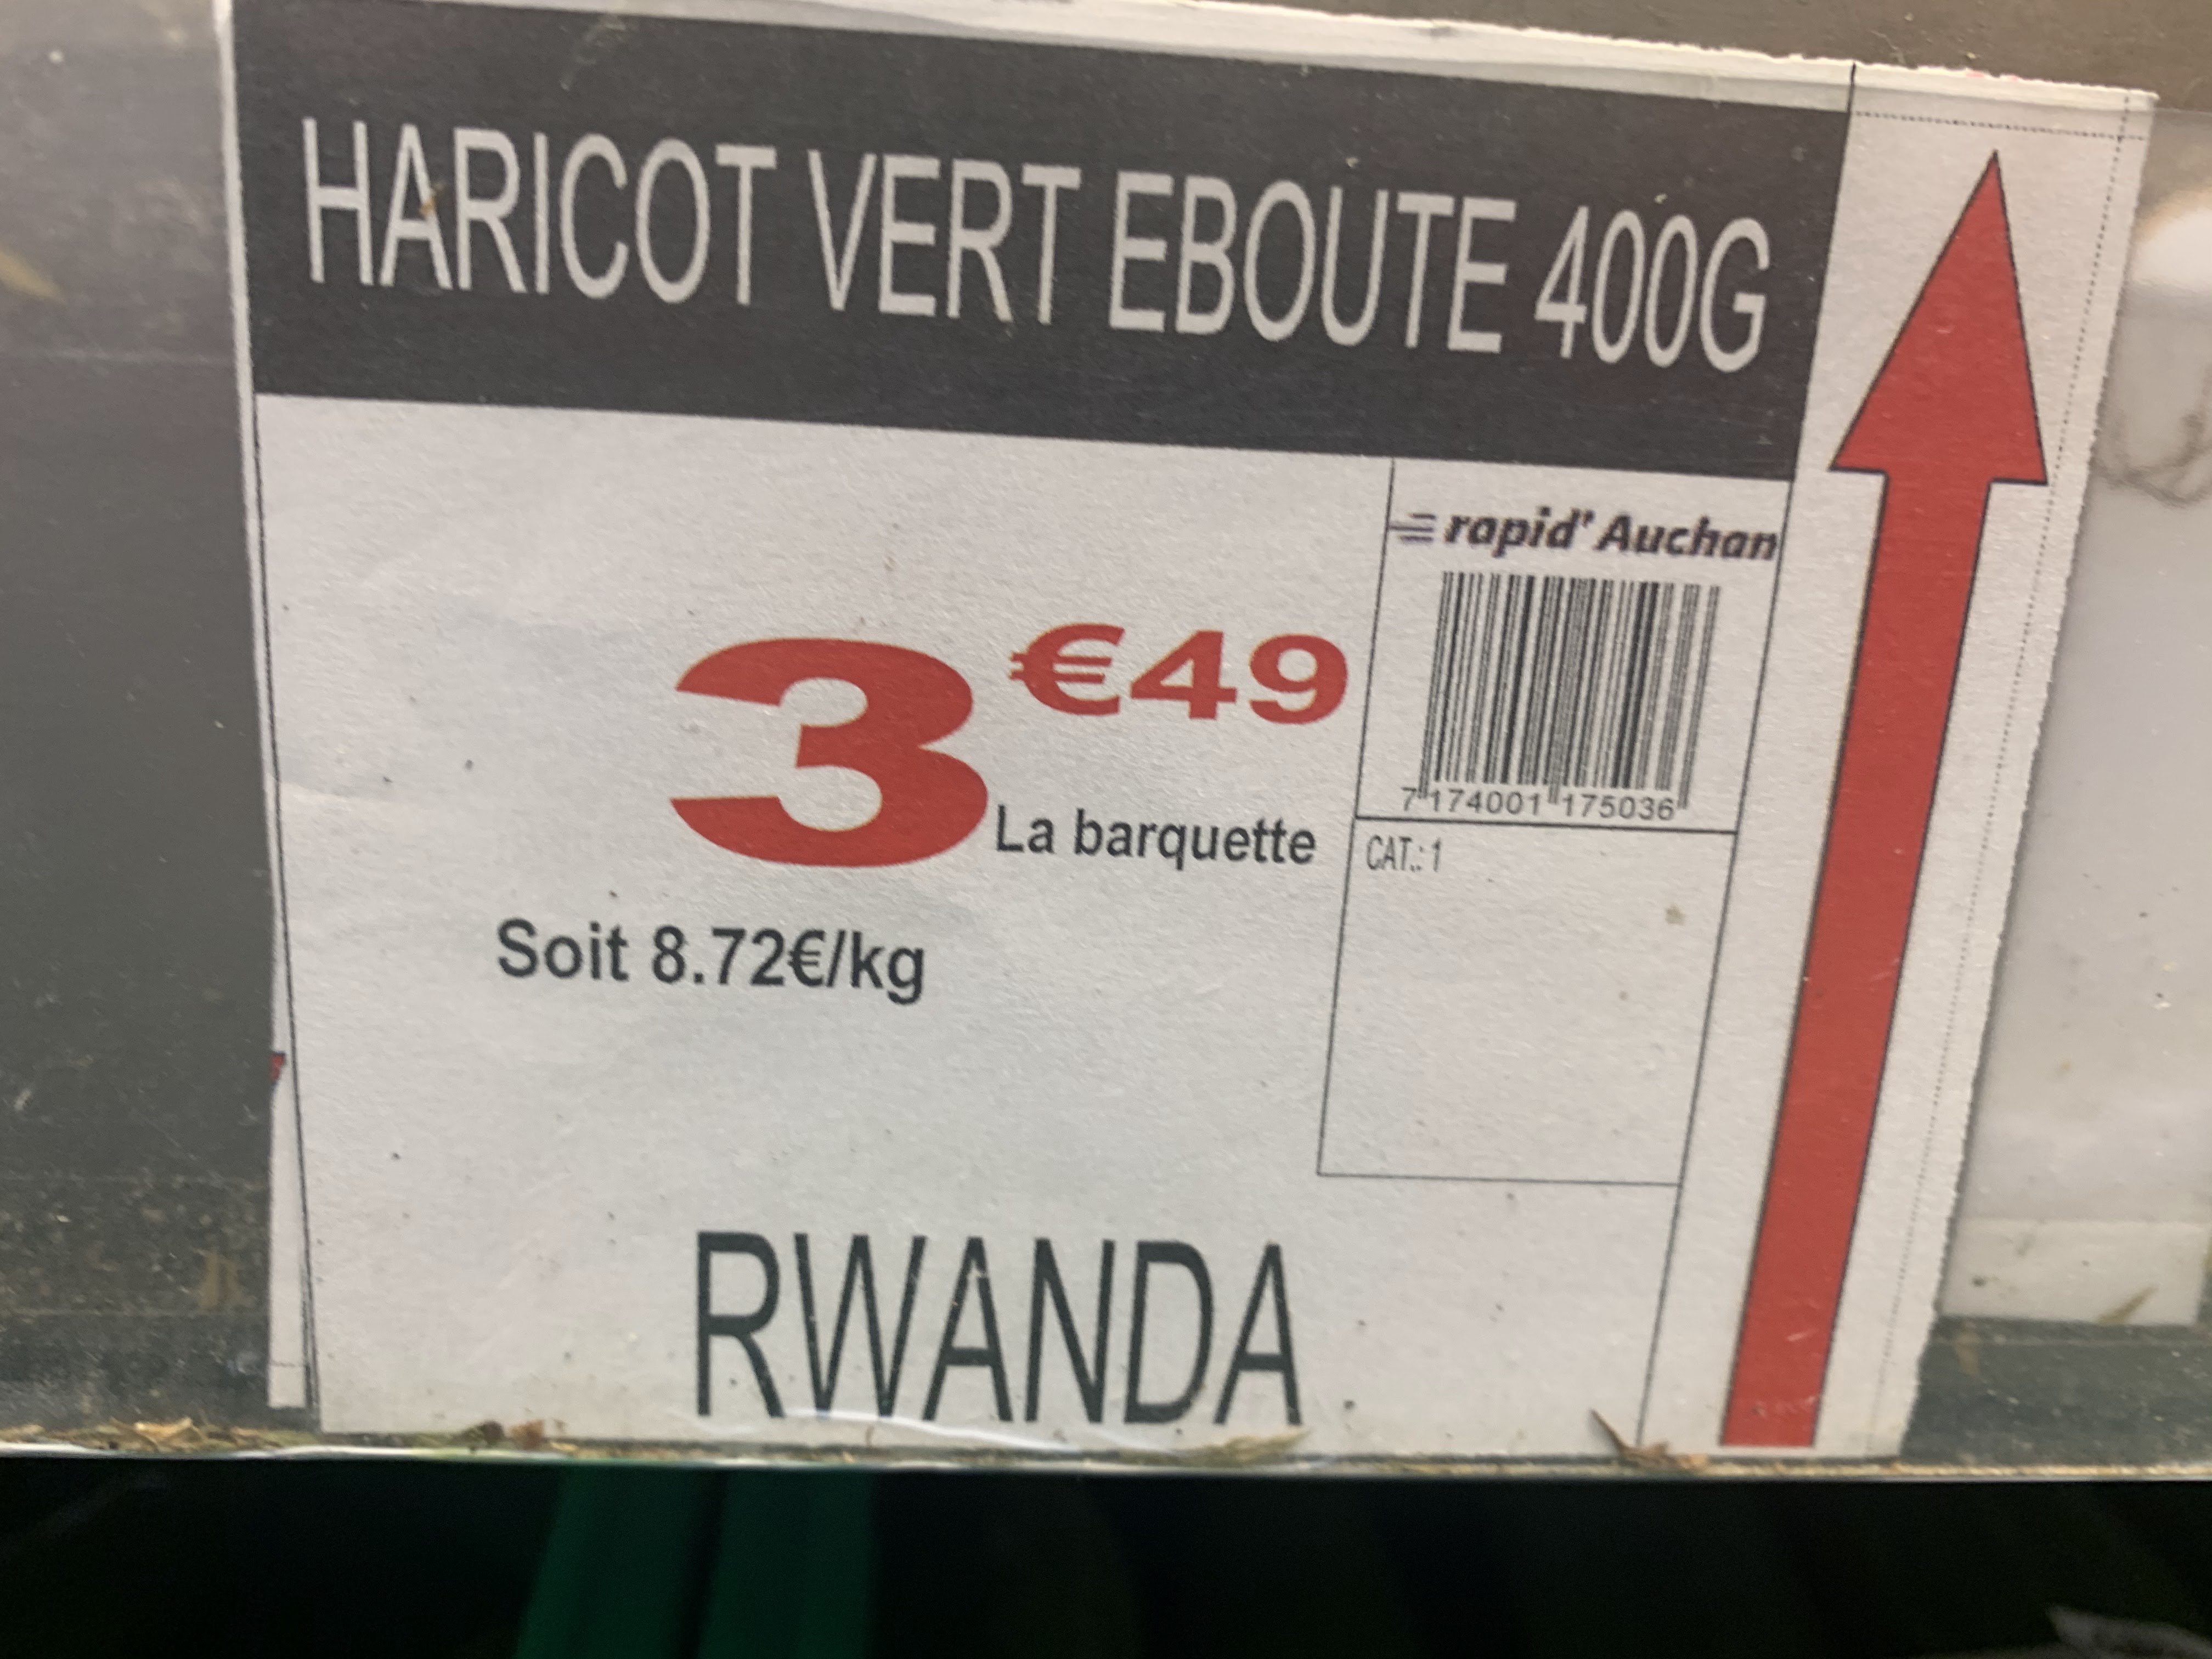 HARICOT VERT EBOUTE 400G
rapid' Auchan
3 €49
La barquette
7 174001 175036
CAT.: 1
Soit 8.72€/kg
RWANDA